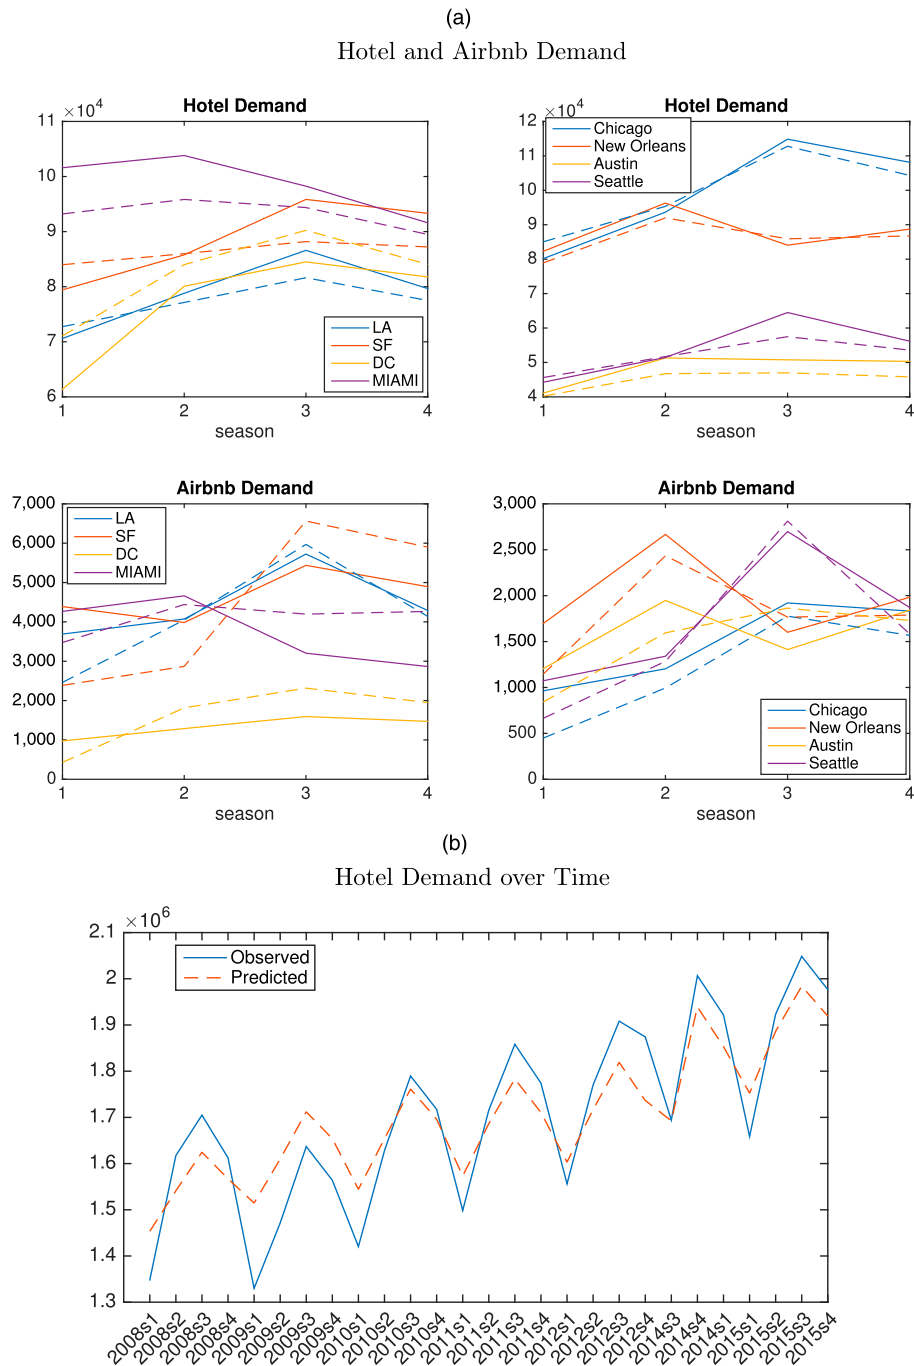 (a)
Hotel and Airbnb Demand
×10⁴
Hotel Demand
11
10
9
8
7
6
1 2 3 4
season
LA
SF
DC
MIAMI
×10⁴
Hotel Demand
12
11
10
9
8
7
6
5
4
1 2 3 4
season
Chicago
New Orleans
Austin
Seattle
Airbnb Demand
7,000
6,000
5,000
4,000
3,000
2,000
1,000
0
1 2 3 4
season
LA
SF
DC
MIAMI
Airbnb Demand
3,000
2,500
2,000
1,500
1,000
500
0
1 2 3 4
season
Chicago
New Orleans
Austin
Seattle
(b)
Hotel Demand over Time
×10⁶
2.1
2
1.9
1.8
1.7
1.6
1.5
1.4
1.3
Observed
Predicted
2008s1
2008s2
2008s3
2008s4
2009s1
2009s2
2009s3
2009s4
2010s1
2010s2
2010s3
2010s4
2011s1
2011s2
2011s3
2011s4
2012s1
2012s2
2012s3
2012s4
2014s3
2014s4
2014s1
2015s1
2015s2
2015s3
2015s4